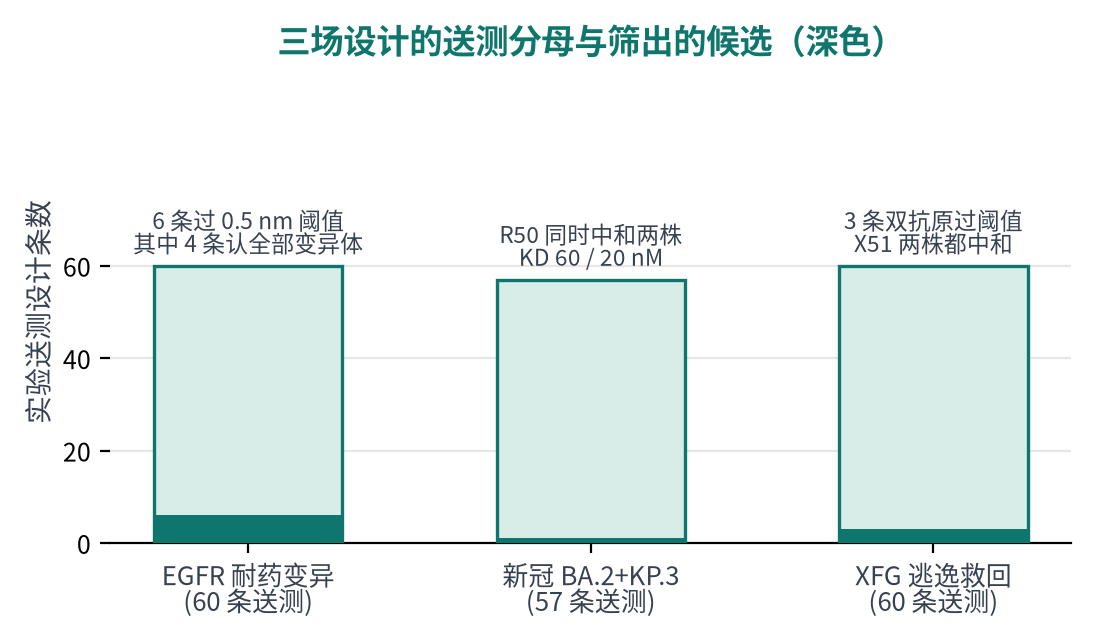 三场设计的送测分母与筛出的候选（深色）
实验送测设计条数
60
40
20
0
6 条过 0.5 nm 阈值
其中 4 条认全部变异体
R50 同时中和两株
KD 60 / 20 nM
3 条双抗原过阈值
X51 两株都中和
EGFR 耐药变异
(60 条送测)
新冠 BA.2+KP.3
(57 条送测)
XFG 逃逸救回
(60 条送测)